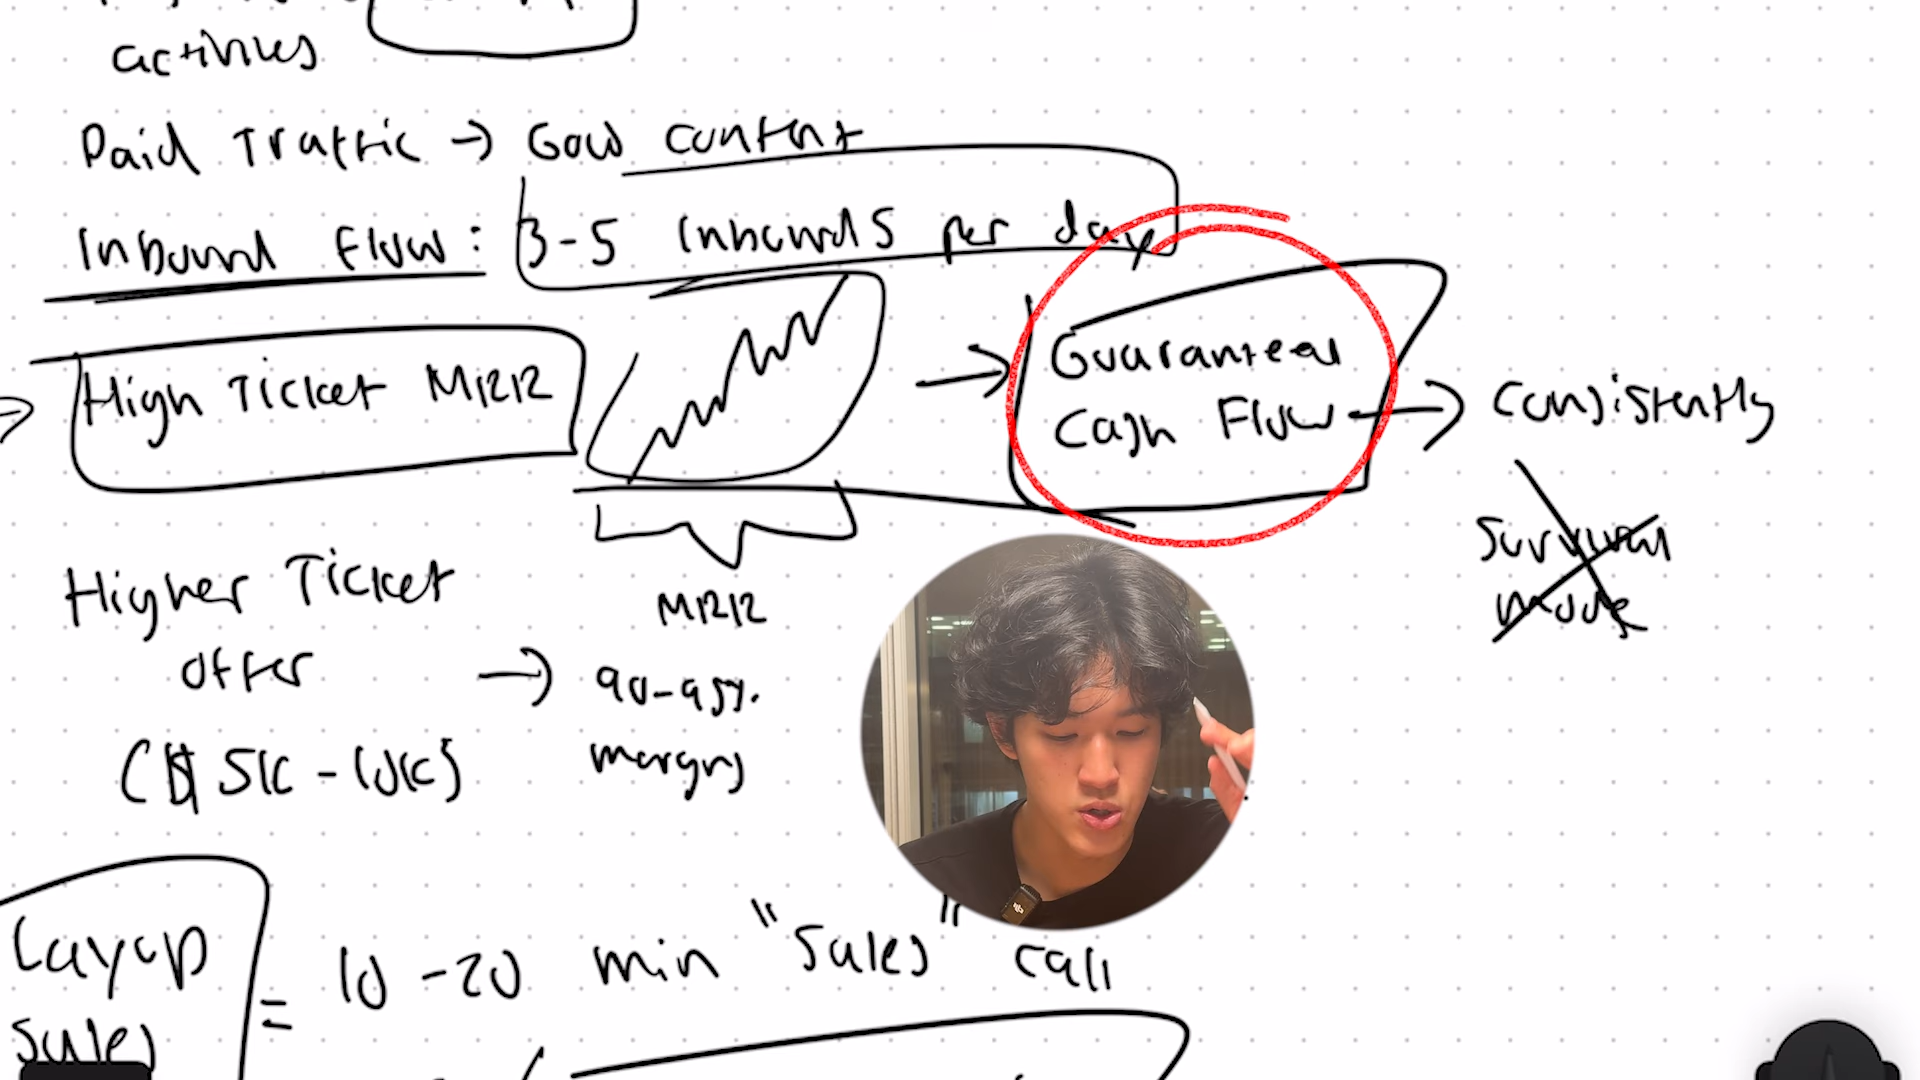 activies
Paid Traffic → Good content
Inbound Flow: 3-5 inbounds per day
High Ticket MRR → Guaranteed
Cash Flow → Consistently
Survival
mode
Higher Ticket
MRR
offer → 90-95%
($5k - 10k) margins
Layup
= 10-20 min "Sales" call
Sales